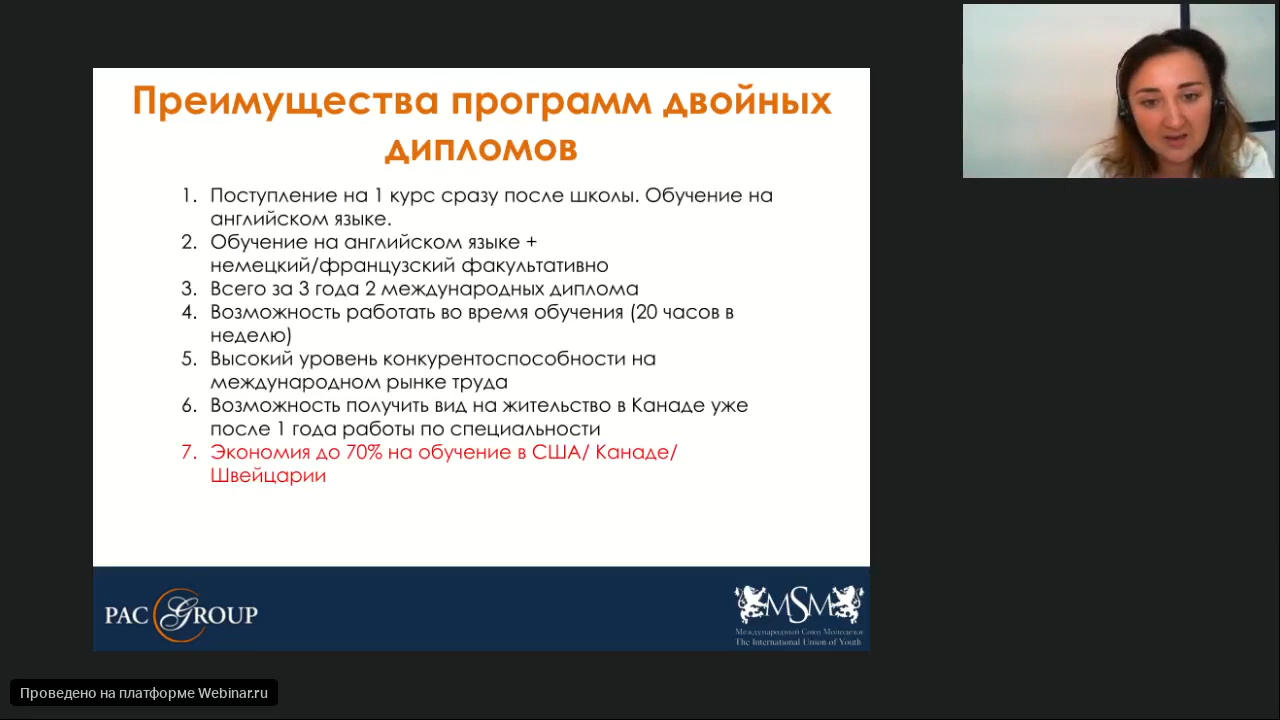 Преимущества программ двойных
дипломов
1. Поступление на 1 курс сразу после школы. Обучение на
английском языке.
2. Обучение на английском языке +
немецкий/французский факультативно
3. Всего за 3 года 2 международных диплома
4. Возможность работать во время обучения (20 часов в
неделю)
5. Высокий уровень конкурентоспособности на
международном рынке труда
6. Возможность получить вид на жительство в Канаде уже
после 1 года работы по специальности
7. Экономия до 70% на обучение в США/ Канаде/
Швейцарии
PAC GROUP
MSM
Международный Союз Молодежи
The International Union of Youth
Проведено на платформе Webinar.ru